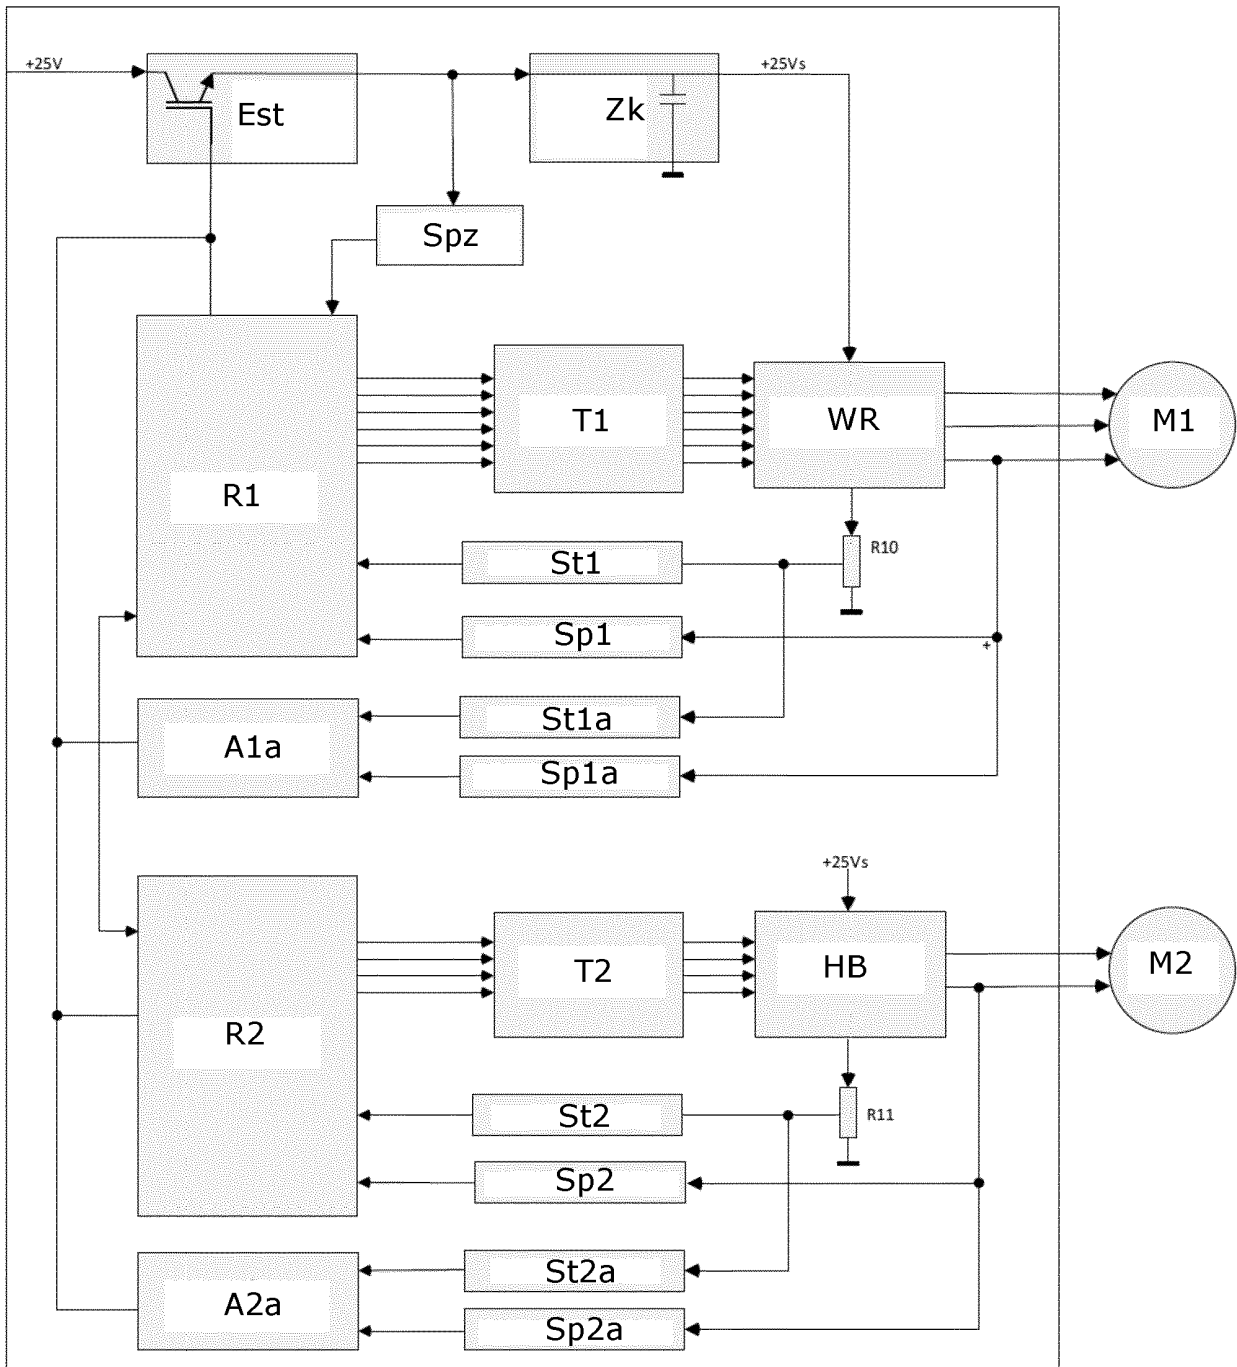 +25V
Est
Zk
+25Vs
Spz
R1
T1
WR
M1
R10
St1
Sp1
+
St1a
A1a
Sp1a
+25Vs
R2
T2
HB
M2
St2
R11
Sp2
St2a
A2a
Sp2a